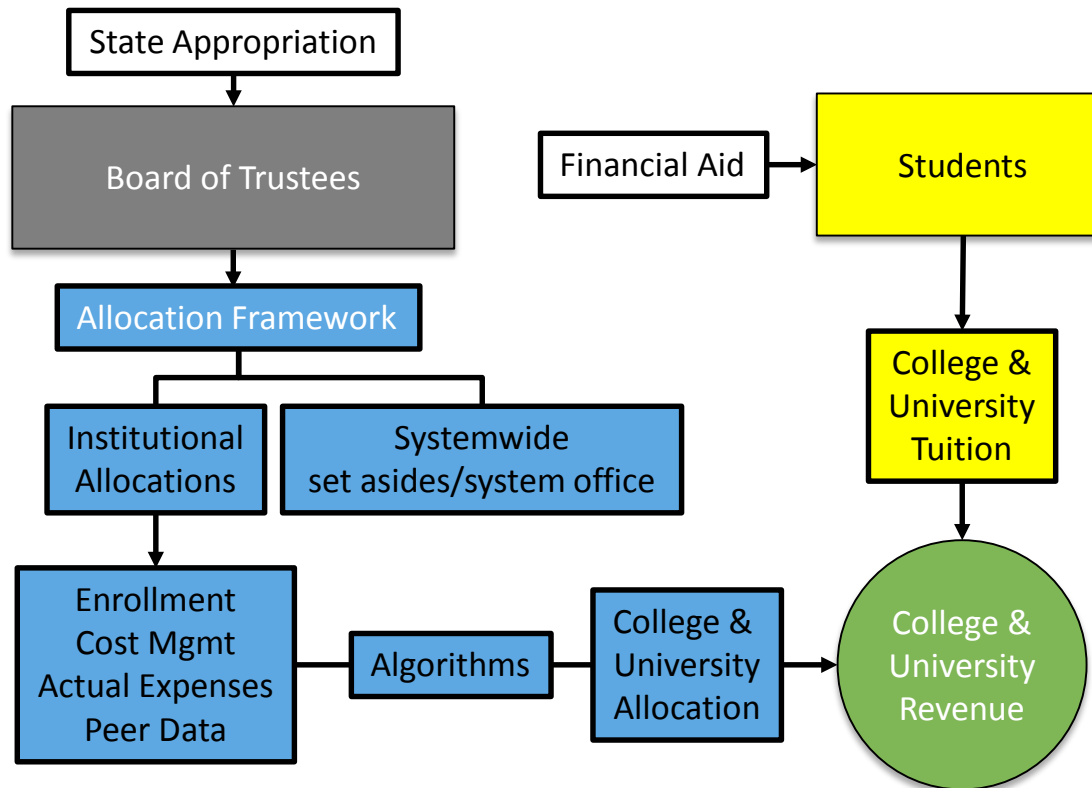 State Appropriation
Board of Trustees
Financial Aid
Students
Allocation Framework
Institutional
Allocations
Systemwide
set asides/system office
College &
University
Tuition
Enrollment
Cost Mgmt
Actual Expenses
Peer Data
Algorithms
College &
University
Allocation
College &
University
Revenue